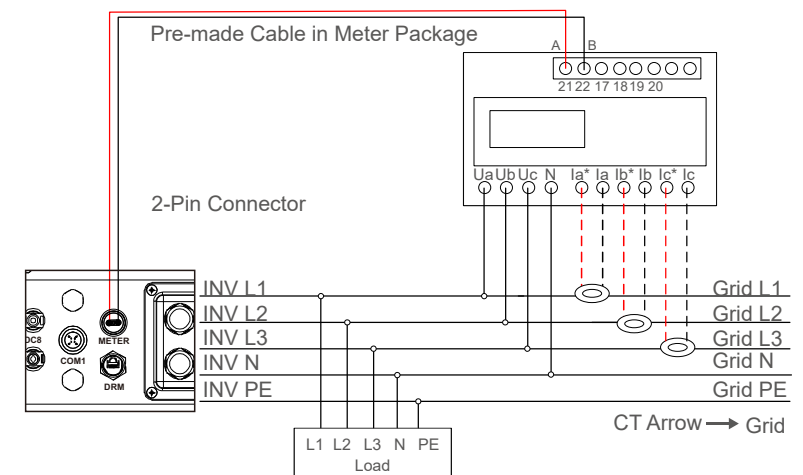 Pre-made Cable in Meter Package
A B
21 22 17 18 19 20
Ua Ub Uc N Ia* Ia Ib* Ib Ic* Ic
2-Pin Connector
INV L1 Grid L1
INV L2 Grid L2
INV L3 Grid L3
INV N Grid N
INV PE Grid PE
DC8
COM1
METER
DRM
CT Arrow → Grid
L1 L2 L3 N PE
Load